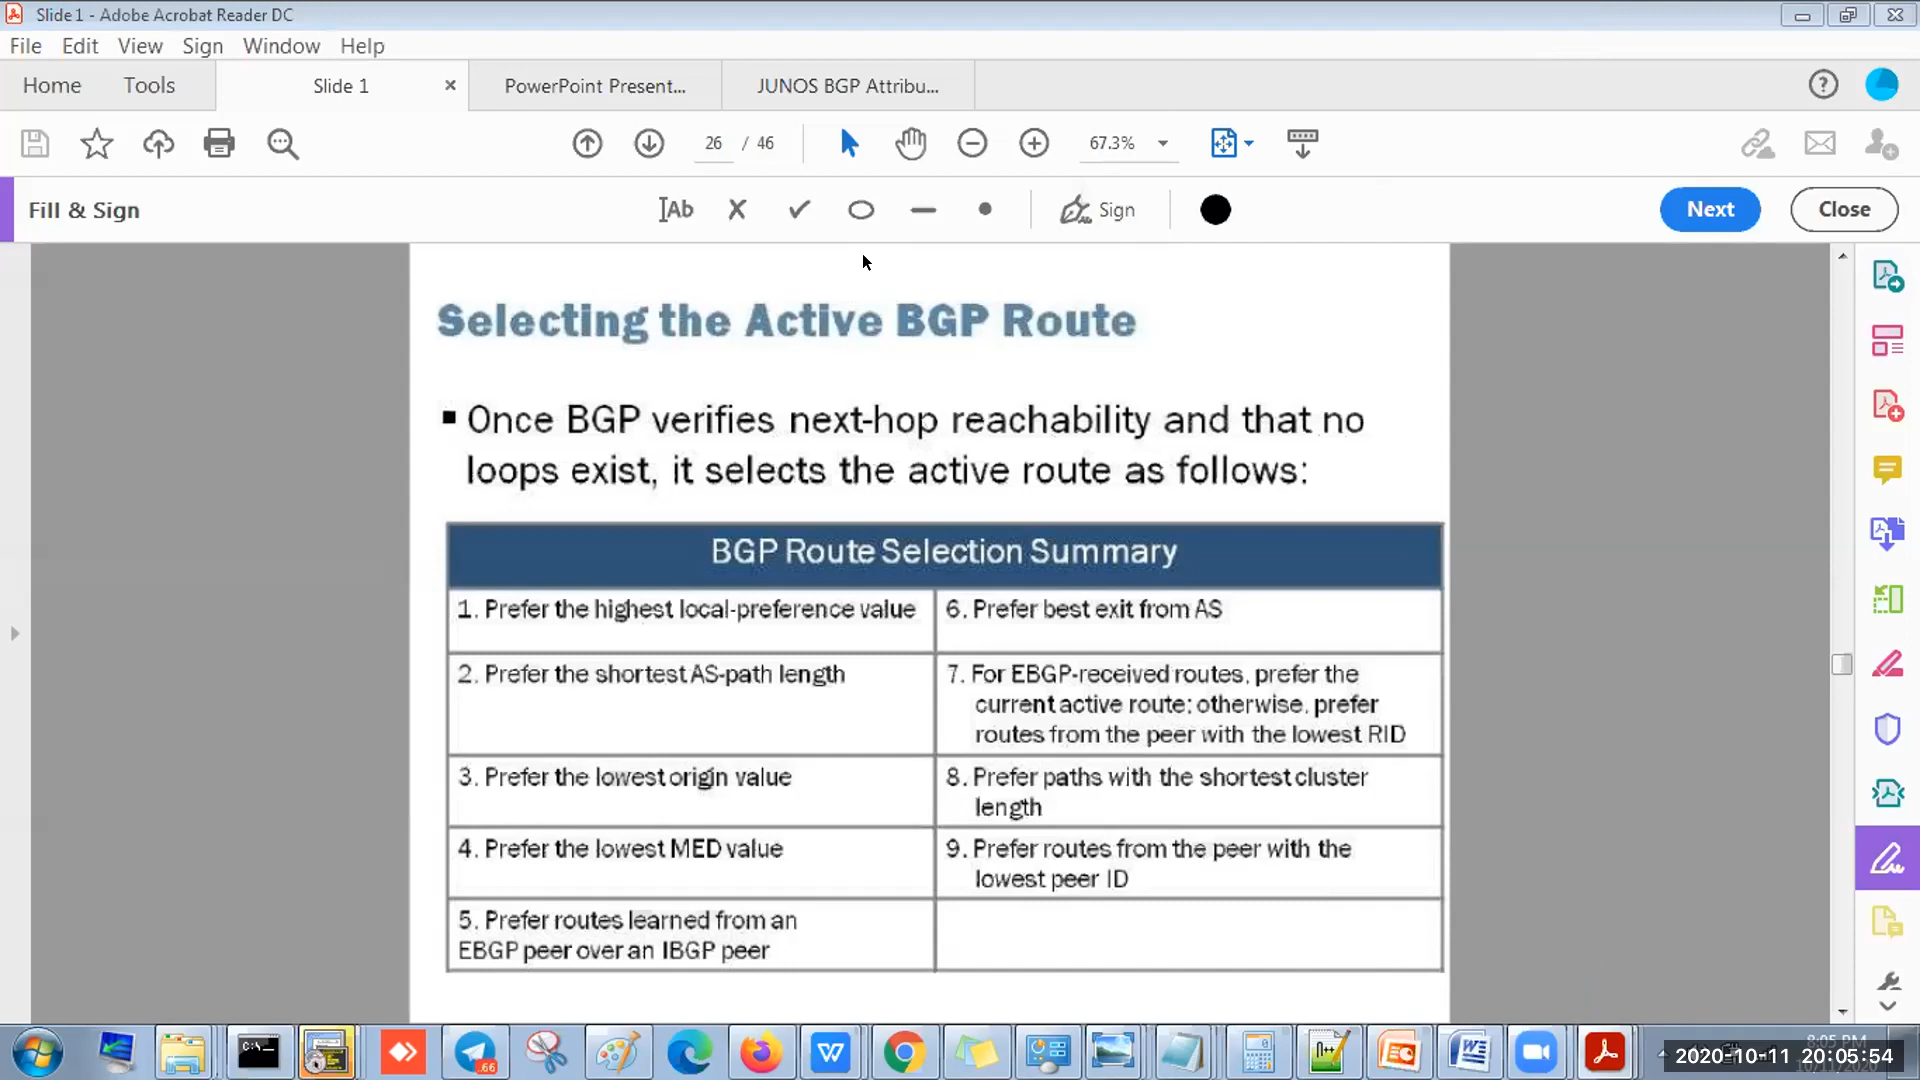 Slide 1 - Adobe Acrobat Reader DC
File Edit View Sign Window Help
Home Tools Slide 1 × PowerPoint Present... JUNOS BGP Attribu...
26 / 46 67.3%
Fill & Sign
Ab Sign
Next Close
Selecting the Active BGP Route
▪ Once BGP verifies next-hop reachability and that no
loops exist, it selects the active route as follows:
BGP Route Selection Summary
1. Prefer the highest local-preference value
2. Prefer the shortest AS-path length
3. Prefer the lowest origin value
4. Prefer the lowest MED value
5. Prefer routes learned from an
EBGP peer over an IBGP peer
6. Prefer best exit from AS
7. For EBGP-received routes, prefer the
current active route; otherwise, prefer
routes from the peer with the lowest RID
8. Prefer paths with the shortest cluster
length
9. Prefer routes from the peer with the
lowest peer ID
C:\_
66
W
n++
W
8:05 PM
2020-10-11 20:05:54